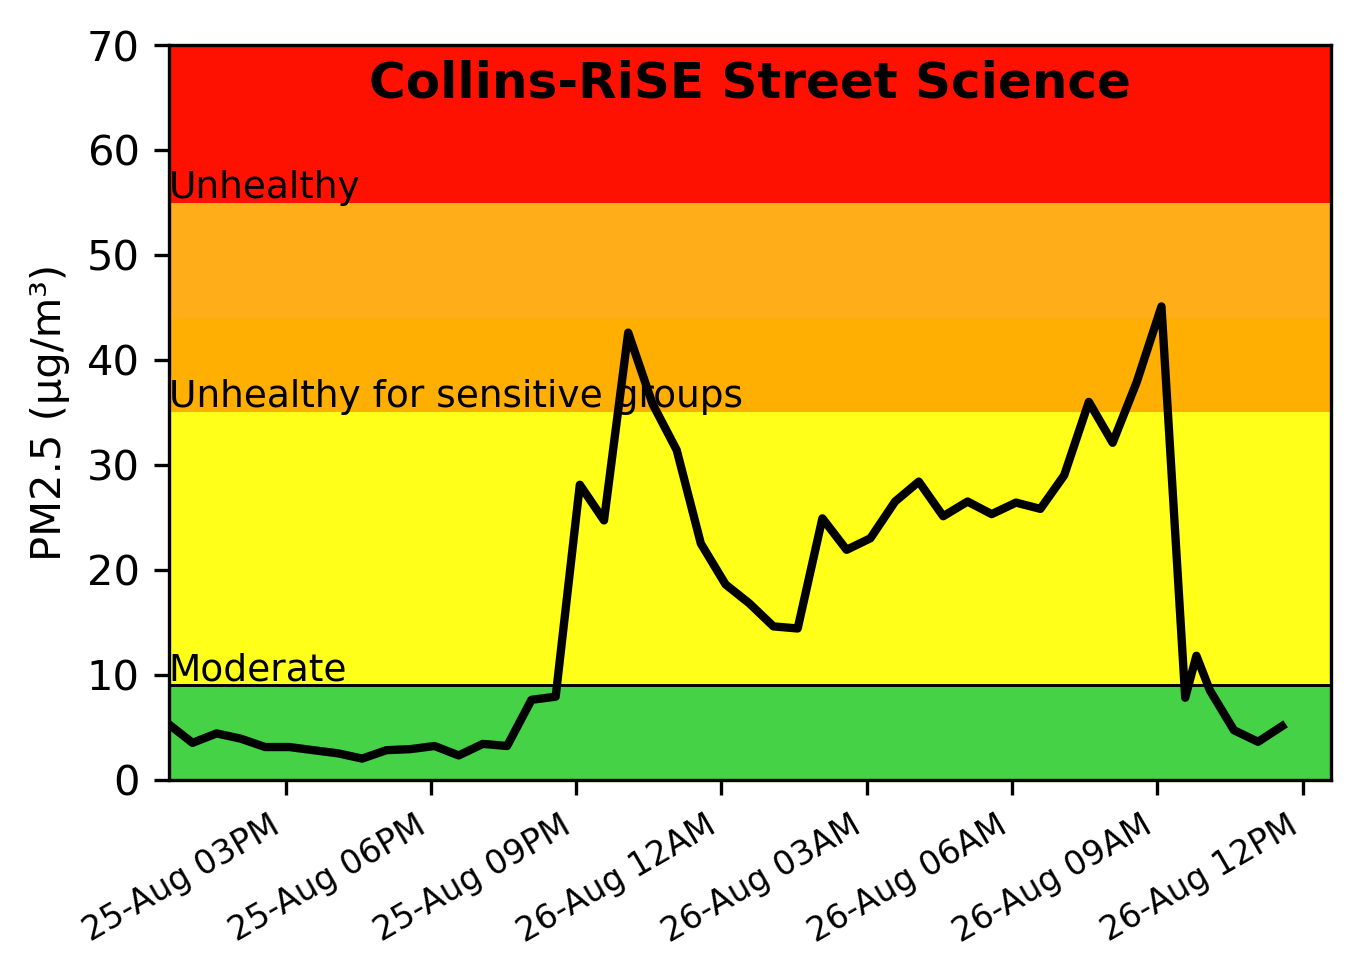 Collins-RiSE Street Science
70
60
50
40
30
20
10
0
PM2.5 (µg/m³)
Unhealthy
Unhealthy for sensitive groups
Moderate
25-Aug 03PM
25-Aug 06PM
25-Aug 09PM
26-Aug 12AM
26-Aug 03AM
26-Aug 06AM
26-Aug 09AM
26-Aug 12PM